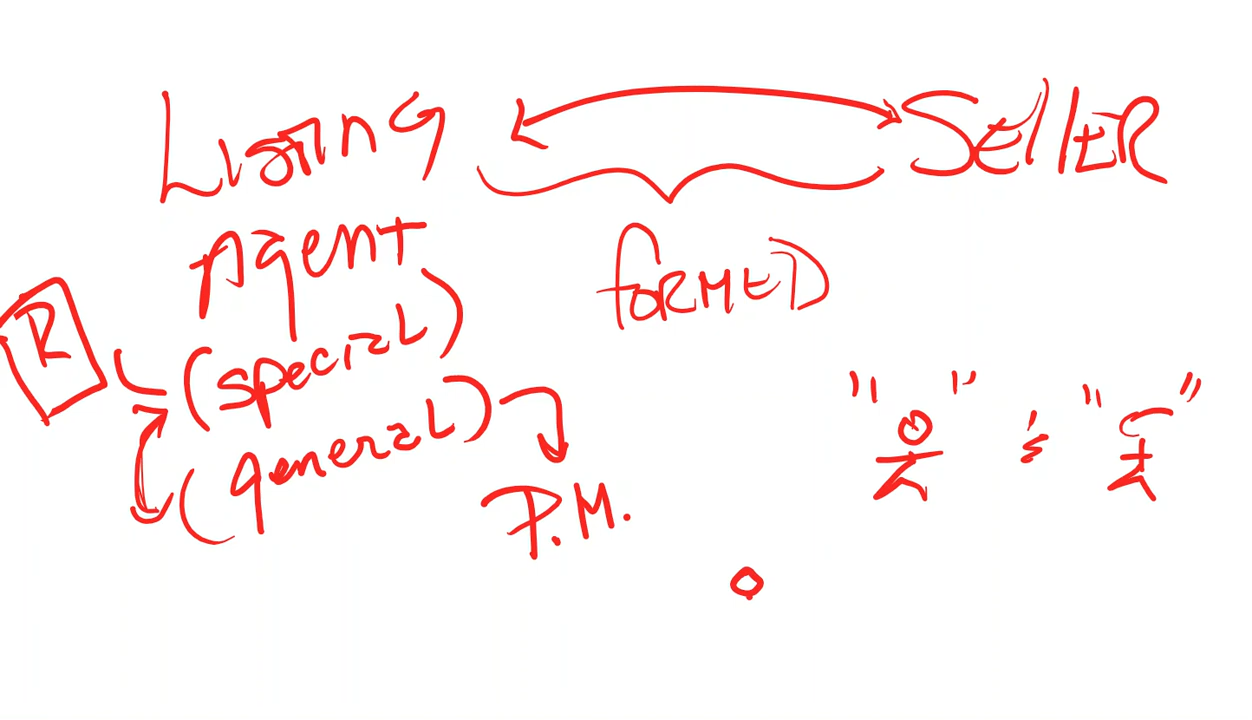 Listing SEllER
Agent
formED
R
(special)
(general)
P.M.